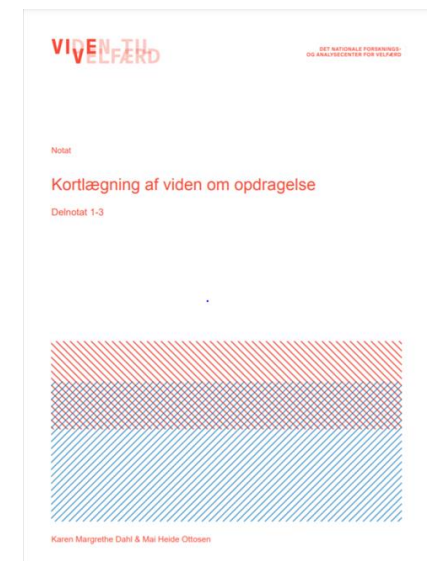 VIDEN TIL
VELFÆRD
DET NATIONALE FORSKNINGS-
OG ANALYSECENTER FOR VELFÆRD
Notat
Kortlægning af viden om opdragelse
Delnotat 1-3
Karen Margrethe Dahl & Mai Heide Ottosen